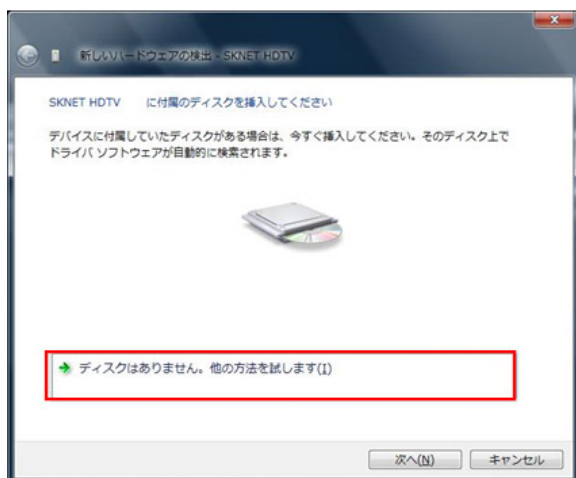 新しいハードウェアの検出 - SKNET HDTV
SKNET HDTV に付属のディスクを挿入してください
デバイスに付属していたディスクがある場合は、今すぐ挿入してください。そのディスク上で
ドライバ ソフトウェアが自動的に検索されます。
ディスクはありません。他の方法を試します(I)
次へ(N) キャンセル